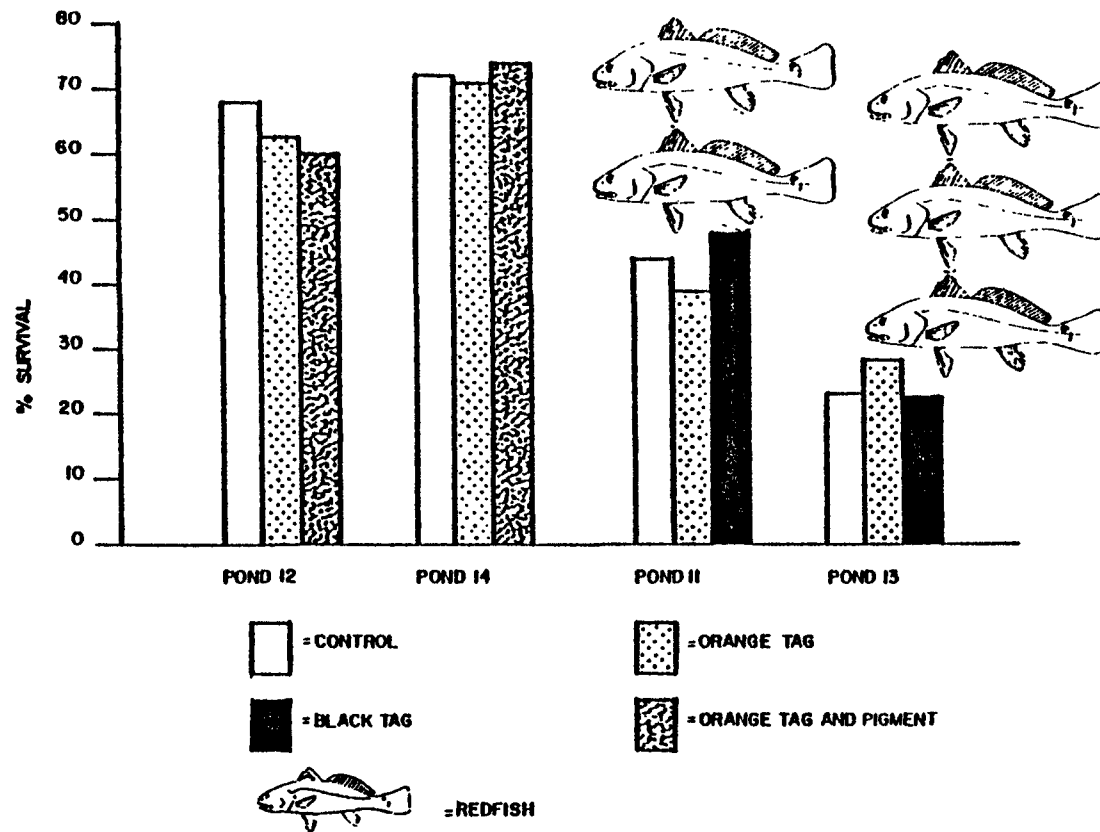 80
70
60
50
40
30
20
10
0
% SURVIVAL
POND 12
POND 14
POND 11
POND 13
= CONTROL
= ORANGE TAG
= BLACK TAG
= ORANGE TAG AND PIGMENT
= REDFISH